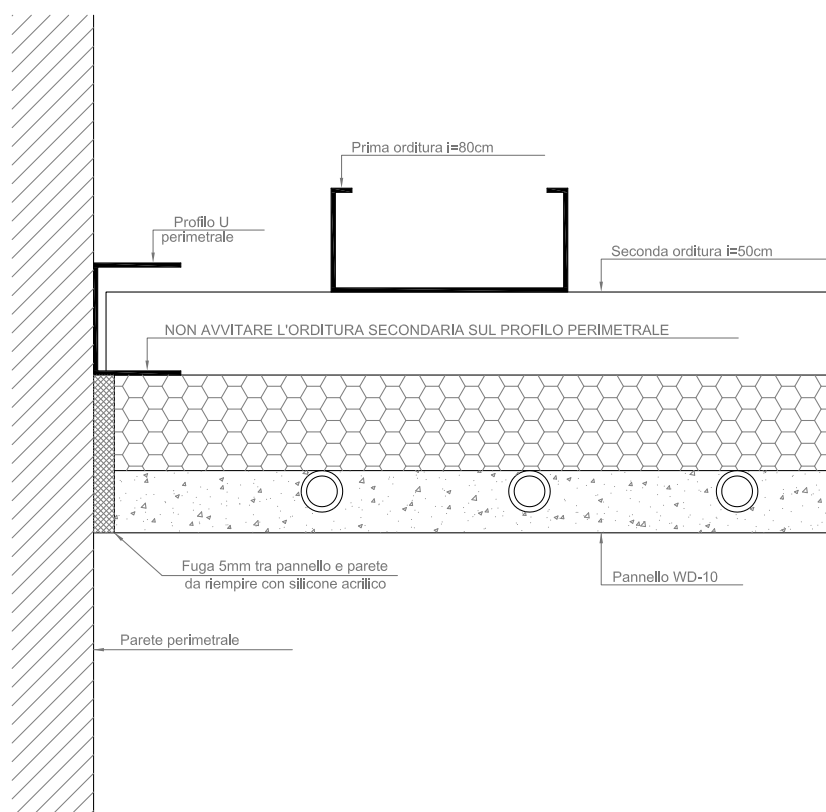 Prima orditura i=80cm
Profilo U
perimetrale
Seconda orditura i=50cm
NON AVVITARE L'ORDITURA SECONDARIA SUL PROFILO PERIMETRALE
Fuga 5mm tra pannello e parete
da riempire con silicone acrilico
Pannello WD-10
Parete perimetrale